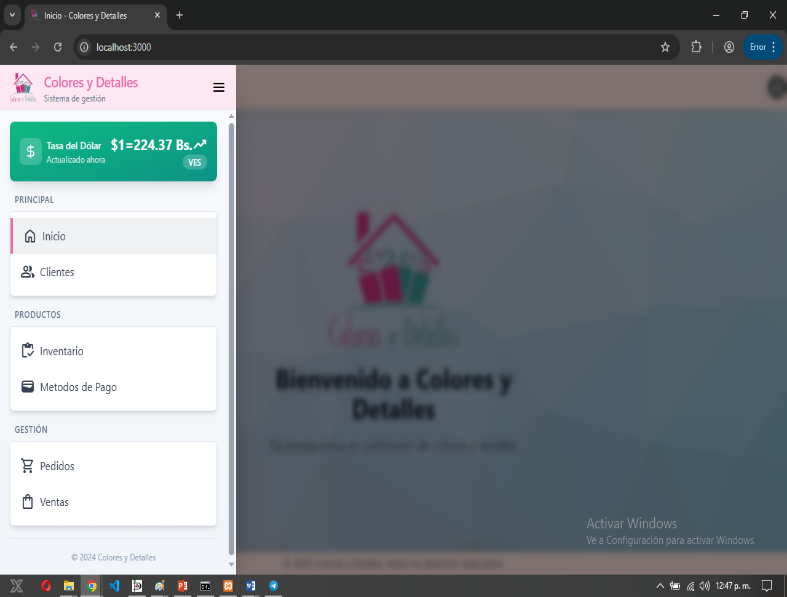 Inicio - Colores y Detalles
localhost:3000
Error
Colores y Detalles
Sistema de gestión
Tasa del Dólar
$1=224.37 Bs.
Actualizado ahora
VES
PRINCIPAL
Inicio
Clientes
PRODUCTOS
Inventario
Metodos de Pago
GESTIÓN
Pedidos
Ventas
© 2024 Colores y Detalles
Colores y Detalles
Bienvenido a Colores y
Detalles
Activar Windows
Ve a Configuración para activar Windows.
12:47 p. m.